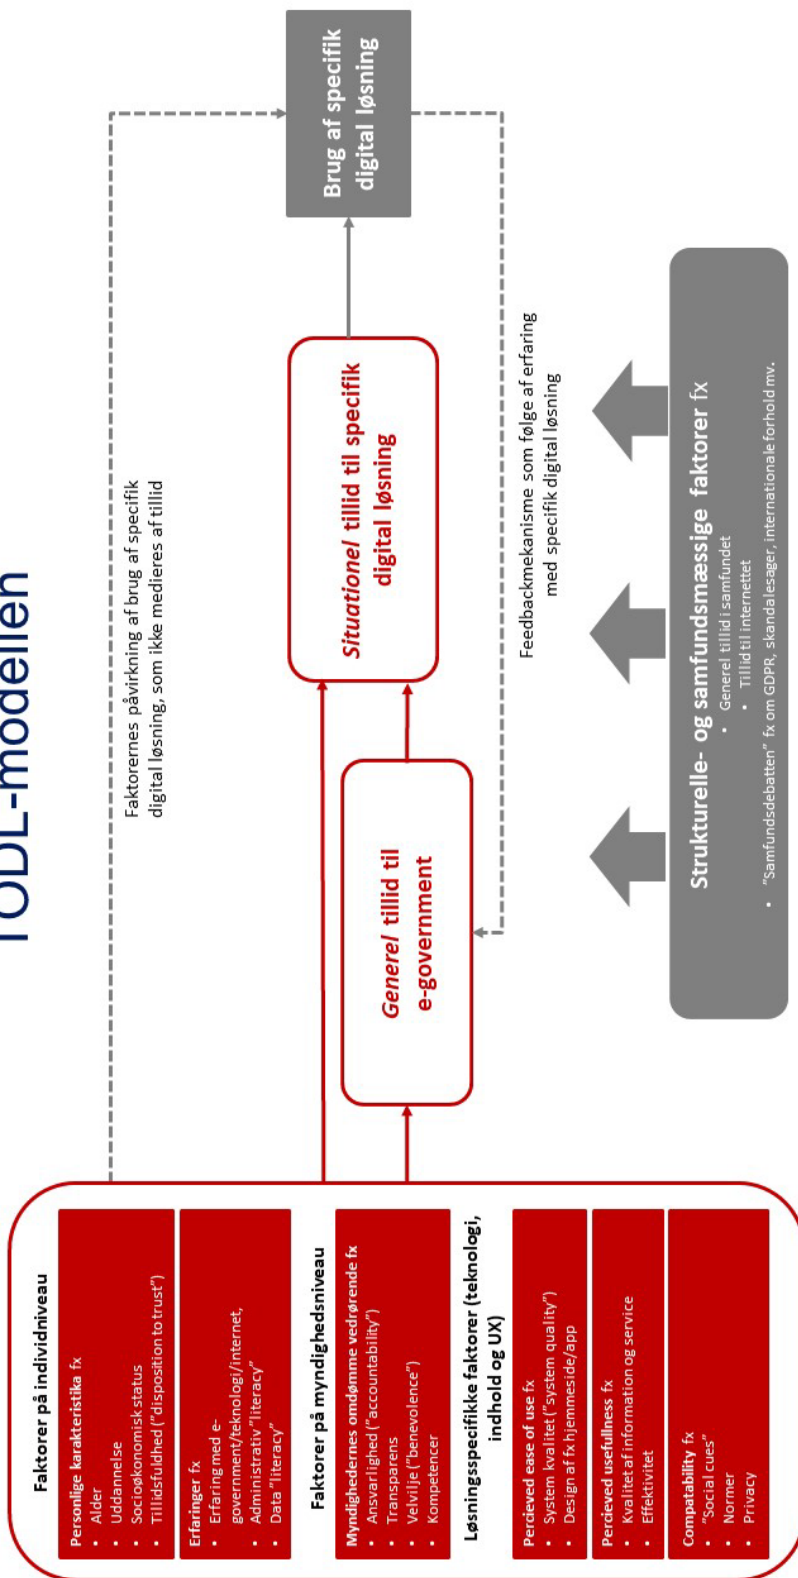 TODL-modellen
Faktorer på individniveau
Personlige karakteristika fx
• Alder
• Uddannelse
• Socioøkonomisk status
• Tillidsfuldhed ("disposition to trust")
Erfaringer fx
• Erfaring med e-
government/teknologi/internet,
• Administrativ "literacy"
• Data "literacy"
Faktorer på myndighedsniveau
Myndighedernes omdømme vedrørende fx
• Ansvarlighed ("accountability")
• Transparens
• Velvilje ("benevolence")
• Kompetencer
Løsningsspecifikke faktorer (teknologi,
indhold og UX)
Percieved ease of use fx
• System kvalitet ("system quality")
• Design af fx hjemmeside/app
Percieved usefullness fx
• Kvalitet af information og service
• Effektivitet
Compatability fx
• "Social cues"
• Normer
• Privacy
Faktorernes påvirkning af brug af specifik
digital løsning, som ikke medieres af tillid
Generel tillid til
e-government
Situationel tillid til specifik
digital løsning
Brug af specifik
digital løsning
Feedbackmekanisme som følge af erfaring
med specifik digital løsning
Strukturelle- og samfundsmæssige faktorer fx
• Generel tillid i samfundet
• Tillid til internettet
• "Samfundsdebatten" fx om GDPR, skandalesager, internationale forhold mv.